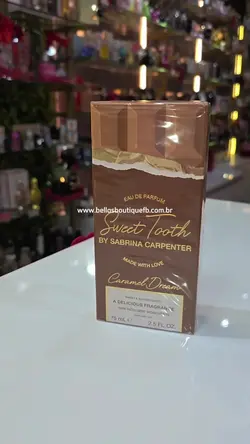 EAU DE PARFUM
www.bellasboutiquefb.com.br
Sweet Tooth
BY SABRINA CARPENTER
MADE WITH LOVE
Caramel Dream
A DELICIOUS FRAGRANCE
75 mL
2.5 FL. OZ.